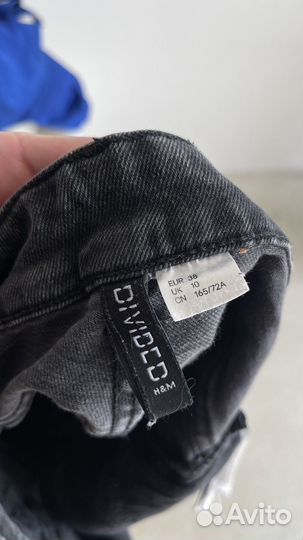 EUR 38
UK 10
CN 165/72A
DIVIDED
H&M
Avito